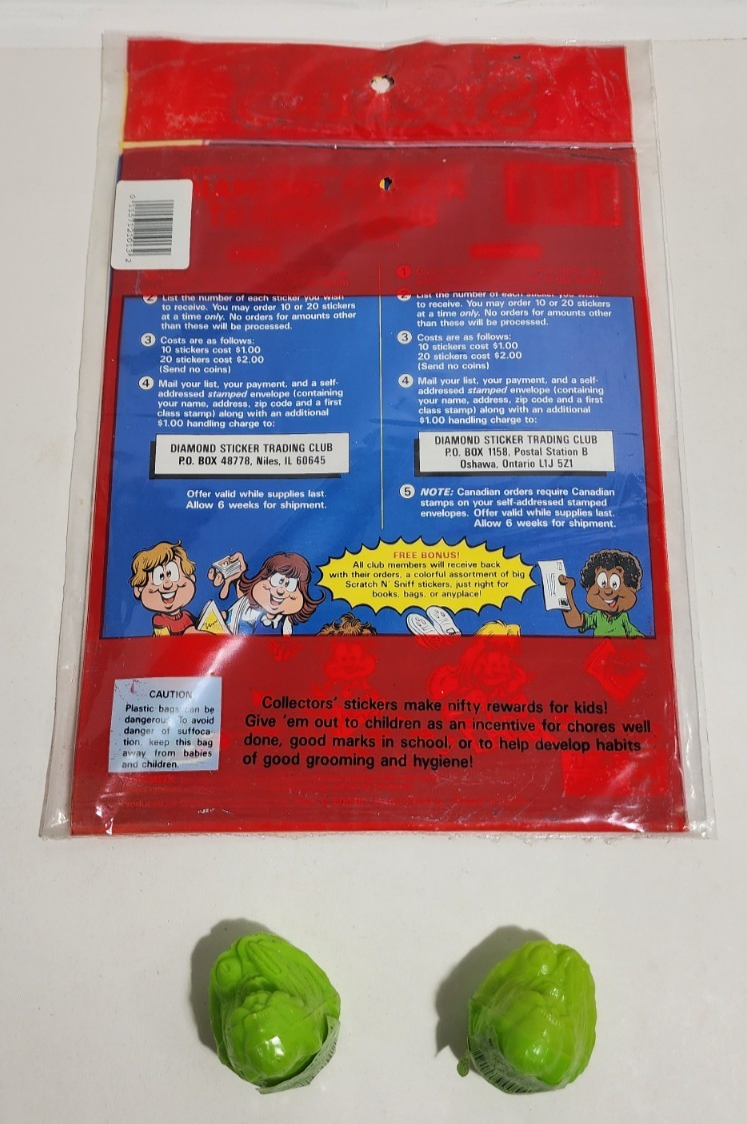 ② List the number of each sticker you wish
to receive. You may order 10 or 20 stickers
at a time only. No orders for amounts other
than these will be processed.
③ Costs are as follows:
10 stickers cost $1.00
20 stickers cost $2.00
(Send no coins)
④ Mail your list, your payment, and a self-
addressed stamped envelope (containing
your name, address, zip code and a first
class stamp) along with an additional
$1.00 handling charge to:
DIAMOND STICKER TRADING CLUB
P.O. BOX 48778, Niles, IL 60645
Offer valid while supplies last.
Allow 6 weeks for shipment.
①
② List the number of each sticker you wish
to receive. You may order 10 or 20 stickers
at a time only. No orders for amounts other
than these will be processed.
③ Costs are as follows:
10 stickers cost $1.00
20 stickers cost $2.00
(Send no coins)
④ Mail your list, your payment, and a self-
addressed stamped envelope (containing
your name, address, zip code and a first
class stamp) along with an additional
$1.00 handling charge to:
DIAMOND STICKER TRADING CLUB
P.O. BOX 1158, Postal Station B
Oshawa, Ontario L1J 5Z1
⑤ NOTE: Canadian orders require Canadian
stamps on your self-addressed stamped
envelopes. Offer valid while supplies last.
Allow 6 weeks for shipment.
FREE BONUS!
All club members will receive back
with their orders, a colorful assortment of big
Scratch N' Sniff stickers, just right for
books, bags, or anyplace!
CAUTION
Plastic bags can be
dangerous. To avoid
danger of suffoca-
tion, keep this bag
away from babies
and children.
Collectors' stickers make nifty rewards for kids!
Give 'em out to children as an incentive for chores well
done, good marks in school, or to help develop habits
of good grooming and hygiene!